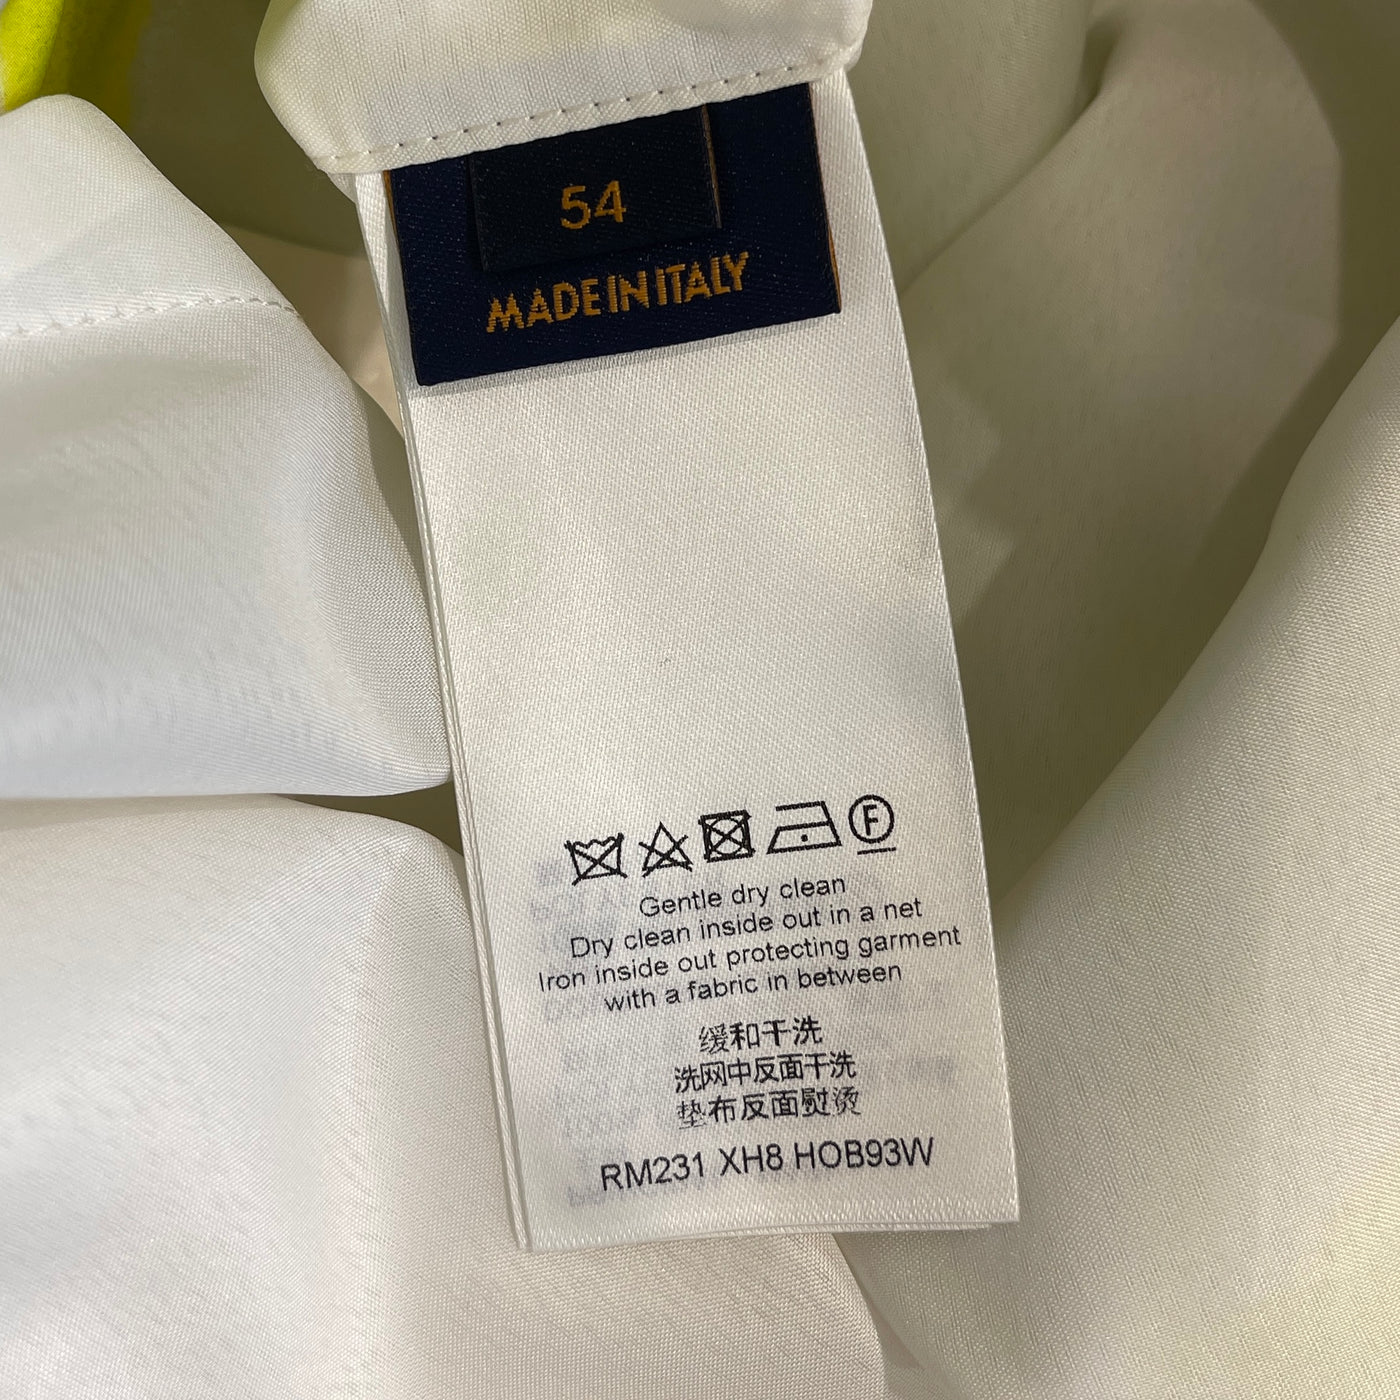 54
MADE IN ITALY
F
Gentle dry clean
Dry clean inside out in a net
Iron inside out protecting garment
with a fabric in between
缓和干洗
洗网中反面干洗
垫布反面熨烫
RM231 XH8 HOB93W